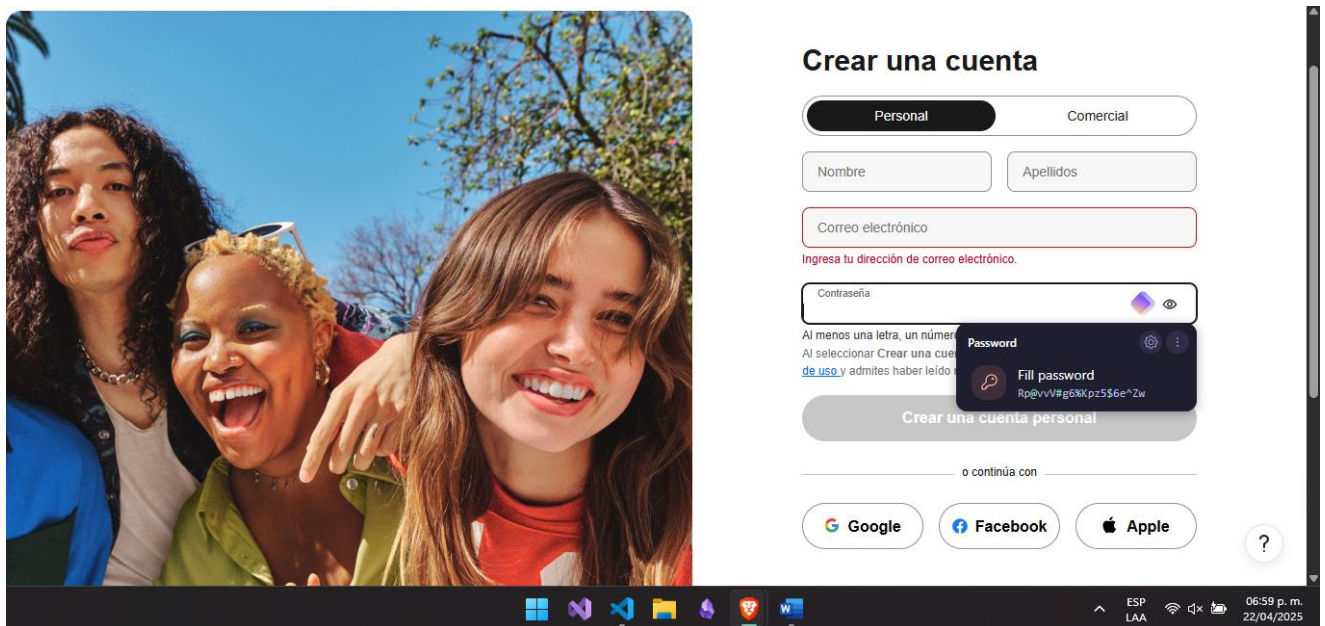 Crear una cuenta
Personal
Comercial
Nombre
Apellidos
Correo electrónico
Ingresa tu dirección de correo electrónico.
Contraseña
Al menos una letra, un númer
Al seleccionar Crear una cue
de uso y admites haber leído
Password
Fill password
Rp@vvV#g6%Kpz5$6e^Zw
Crear una cuenta personal
o continúa con
Google
Facebook
Apple
?
W
ESP
LAA
06:59 p. m.
22/04/2025